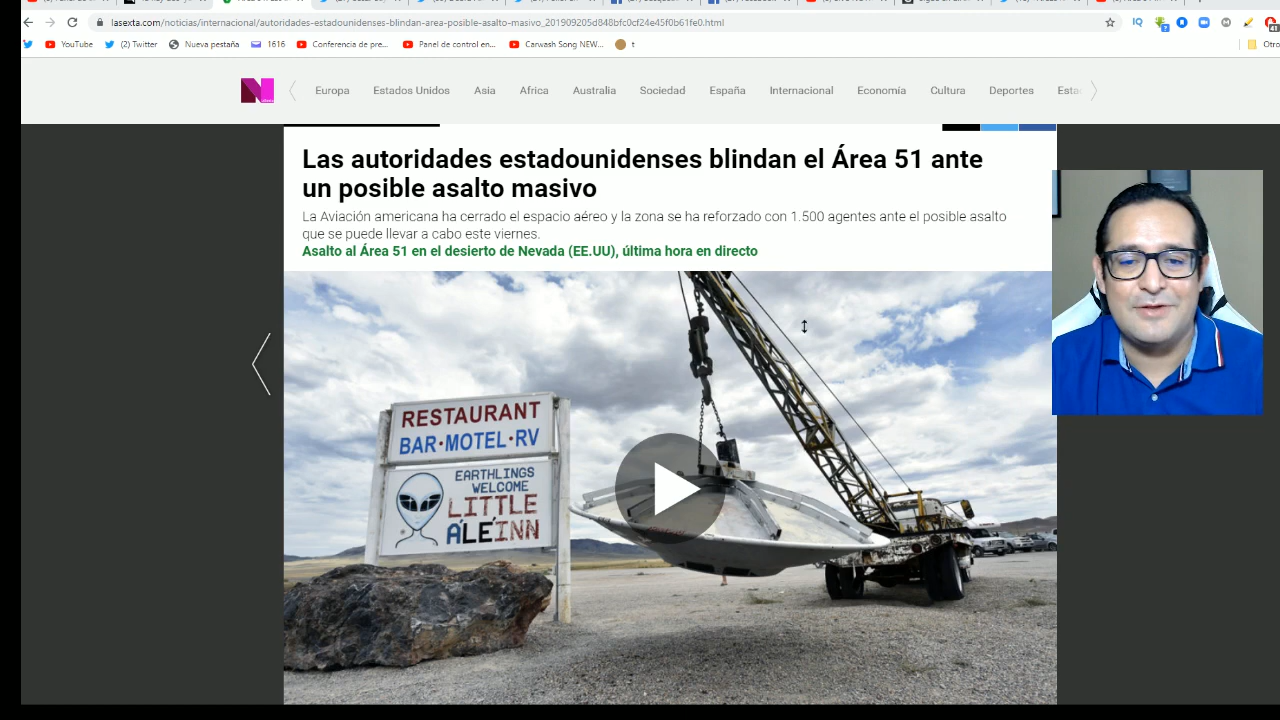 lasexta.com/noticias/internacional/autoridades-estadounidenses-blindan-area-posible-asalto-masivo_201909205d848bfc0cf24e45f0b61fe0.html
YouTube (2) Twitter Nueva pestaña 1616 Conferencia de pre... Panel de control en... Carwash Song NEW... t Otro
Europa Estados Unidos Asia Africa Australia Sociedad España Internacional Economía Cultura Deportes Esta
Las autoridades estadounidenses blindan el Área 51 ante
un posible asalto masivo
La Aviación americana ha cerrado el espacio aéreo y la zona se ha reforzado con 1.500 agentes ante el posible asalto
que se puede llevar a cabo este viernes.
Asalto al Área 51 en el desierto de Nevada (EE.UU), última hora en directo
RESTAURANT
BAR·MOTEL·RV
EARTHLINGS
WELCOME
LITTLE
A'LE'INN